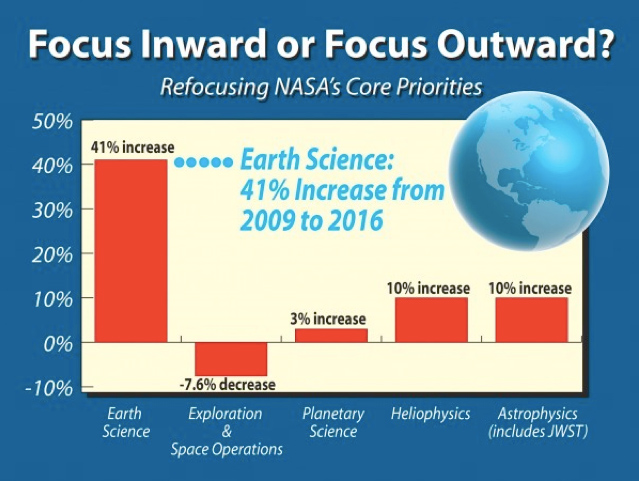 Focus Inward or Focus Outward?
Refocusing NASA's Core Priorities
50%
41% increase
Earth Science:
40%
41% Increase from
2009 to 2016
30%
20%
10% increase
10% increase
10%
3% increase
0%
-7.6% decrease
-10%
Earth
Science
Exploration
&
Space Operations
Planetary
Science
Heliophysics
Astrophysics
(includes JWST)